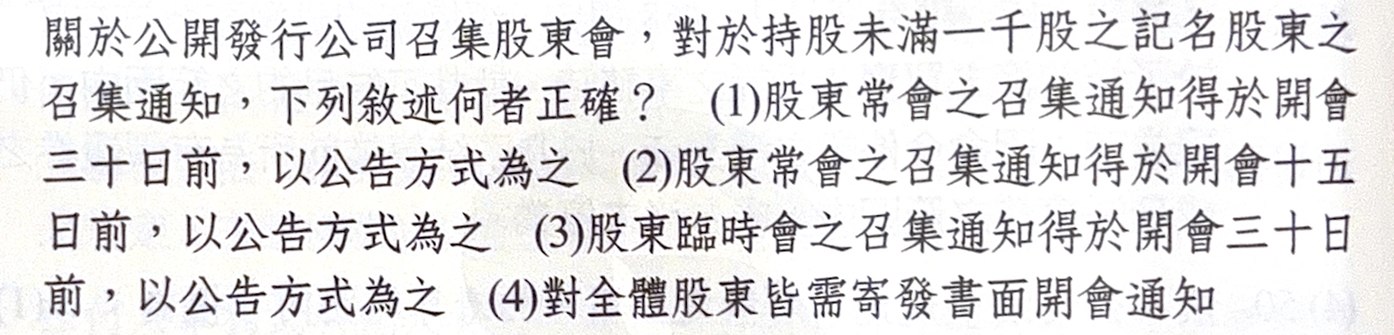 關於公開發行公司召集股東會，對於持股未滿一千股之記名股東之
召集通知，下列敘述何者正確？ (1)股東常會之召集通知得於開會
三十日前，以公告方式為之 (2)股東常會之召集通知得於開會十五
日前，以公告方式為之 (3)股東臨時會之召集通知得於開會三十日
前，以公告方式為之 (4)對全體股東皆需寄發書面開會通知